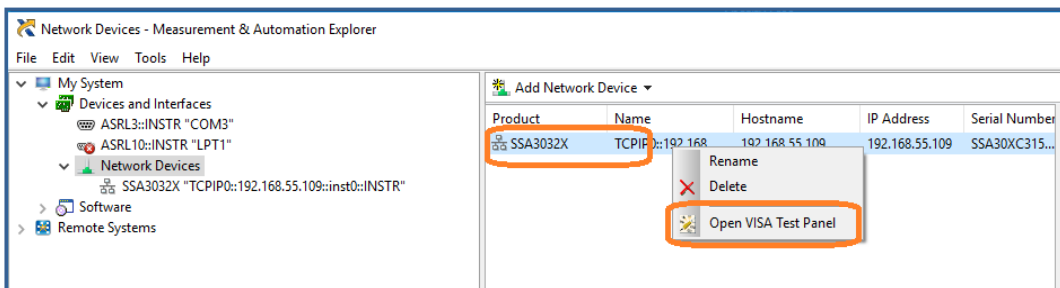 Network Devices - Measurement & Automation Explorer
File Edit View Tools Help
My System
Devices and Interfaces
ASRL3::INSTR "COM3"
ASRL10::INSTR "LPT1"
Network Devices
SSA3032X "TCPIP0::192.168.55.109::inst0::INSTR"
Software
Remote Systems
Add Network Device
Product Name Hostname IP Address Serial Number
SSA3032X TCPIP0::192.168 192.168.55.109 192.168.55.109 SSA30XC315...
Rename
Delete
Open VISA Test Panel